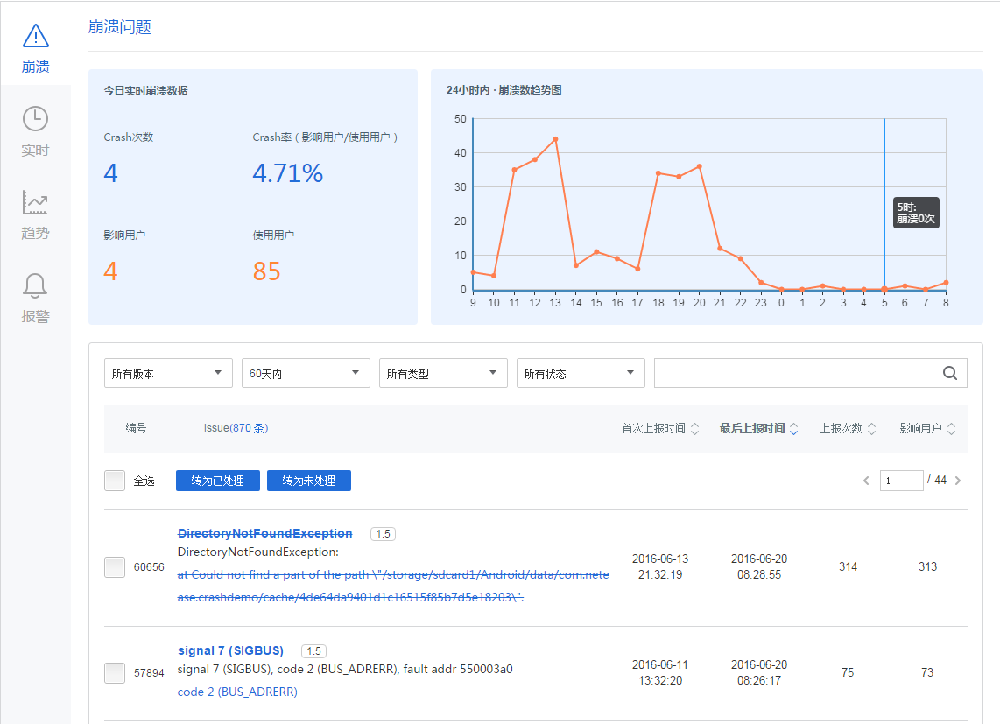 崩溃
实时
趋势
报警
崩溃问题
今日实时崩溃数据
Crash次数
Crash率 ( 影响用户/使用用户 )
4
4.71%
影响用户
使用用户
4
85
24小时内 · 崩溃数趋势图
50
40
30
20
10
0
9 10 11 12 13 14 15 16 17 18 19 20 21 22 23 0 1 2 3 4 5 6 7 8
5时:
崩溃0次
所有版本
60天内
所有类型
所有状态
编号 issue(870 条) 首次上报时间 最后上报时间 上报次数 影响用户
全选 转为已处理 转为未处理 1 / 44
DirectoryNotFoundException 1.5
DirectoryNotFoundException:
at Could not find a part of the path \"/storage/sdcard1/Android/data/com.nete
ase.crashdemo/cache/4de64da9401d1c16515f85b7d5e18203\".
60656
2016-06-13
21:32:19
2016-06-20
08:28:55
314
313
signal 7 (SIGBUS) 1.5
signal 7 (SIGBUS), code 2 (BUS_ADRERR), fault addr 550003a0
code 2 (BUS_ADRERR)
57894
2016-06-11
13:32:20
2016-06-20
08:26:17
75
73